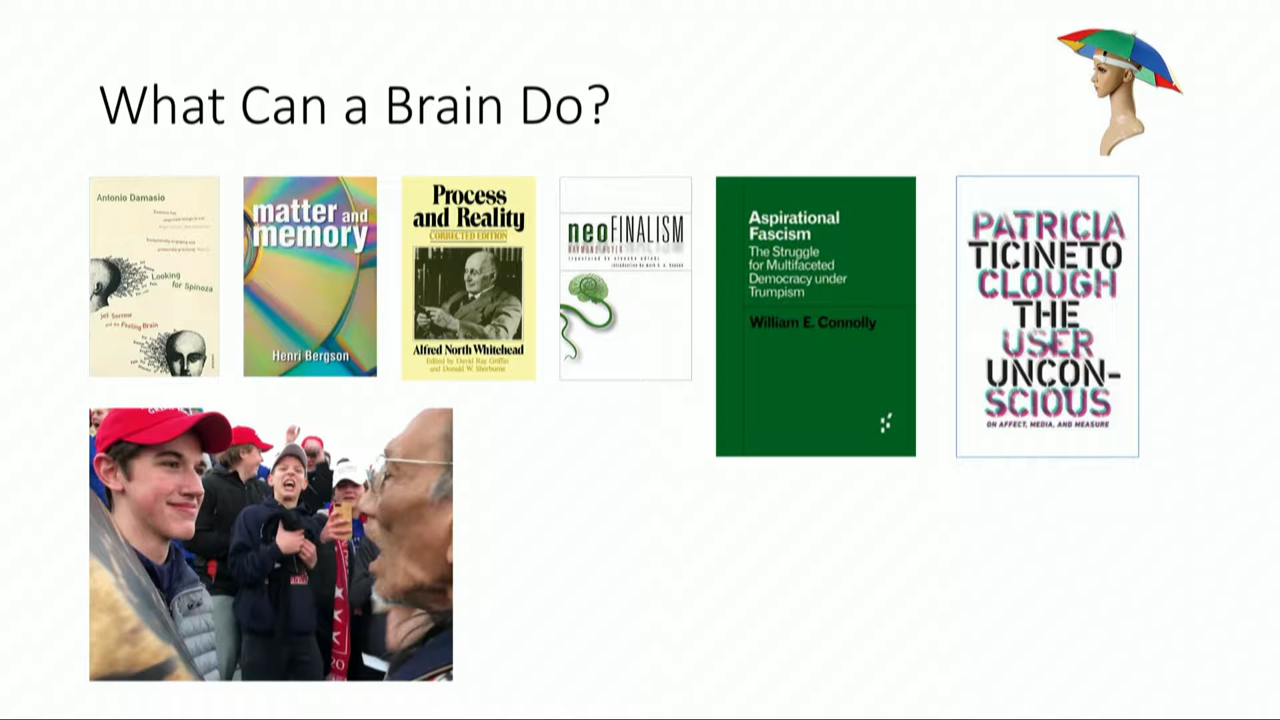 What Can a Brain Do?
Antonio Damasio
Looking
for Spinoza
Joy, Sorrow
and the Feeling Brain
matter and
memory
Henri Bergson
Process
and Reality
CORRECTED EDITION
Alfred North Whitehead
Edited by David Ray Griffin
and Donald W. Sherburne
neoFINALISM
Aspirational
Fascism
The Struggle
for Multifaceted
Democracy under
Trumpism
William E. Connolly
PATRICIA
TICINETO
CLOUGH
THE
USER
UNCON-
SCIOUS
ON AFFECT, MEDIA, AND MEASURE
20